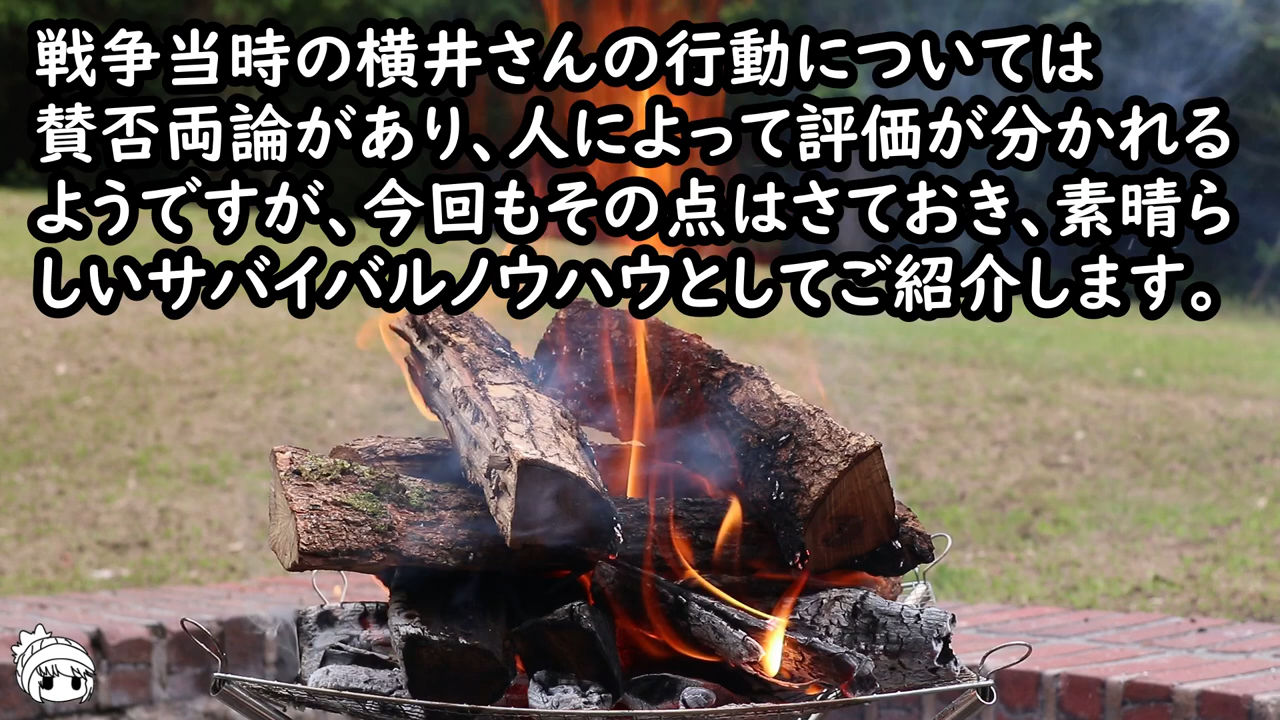 戦争当時の横井さんの行動については
賛否両論があり、人によって評価が分かれる
ようですが、今回もその点はさておき、素晴ら
しいサバイバルノウハウとしてご紹介します。